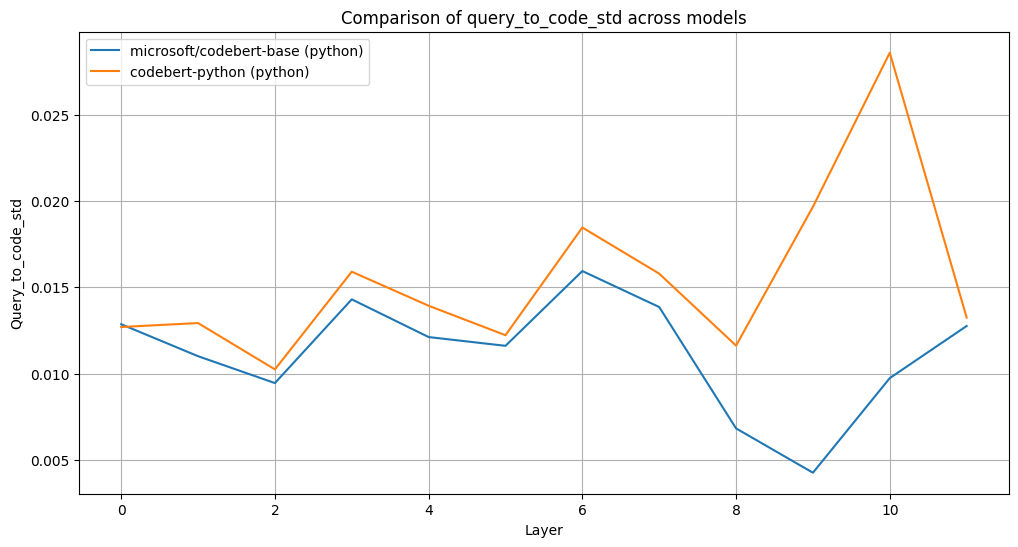 Comparison of query_to_code_std across models
microsoft/codebert-base (python)
codebert-python (python)
Query_to_code_std
0.025
0.020
0.015
0.010
0.005
0 2 4 6 8 10
Layer